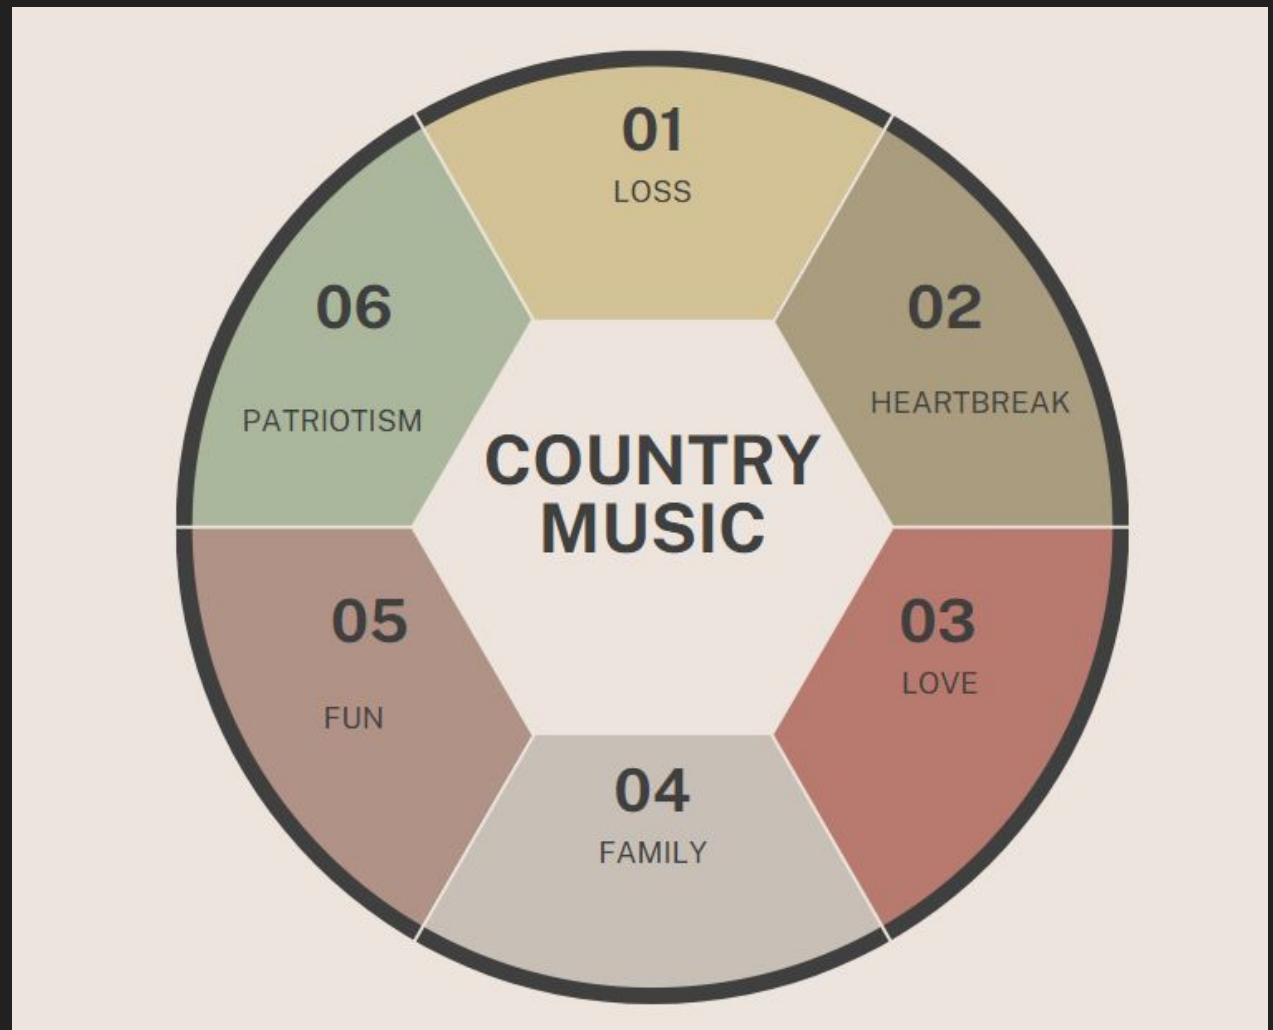 01
LOSS
02
HEARTBREAK
03
LOVE
04
FAMILY
05
FUN
06
PATRIOTISM
COUNTRY
MUSIC